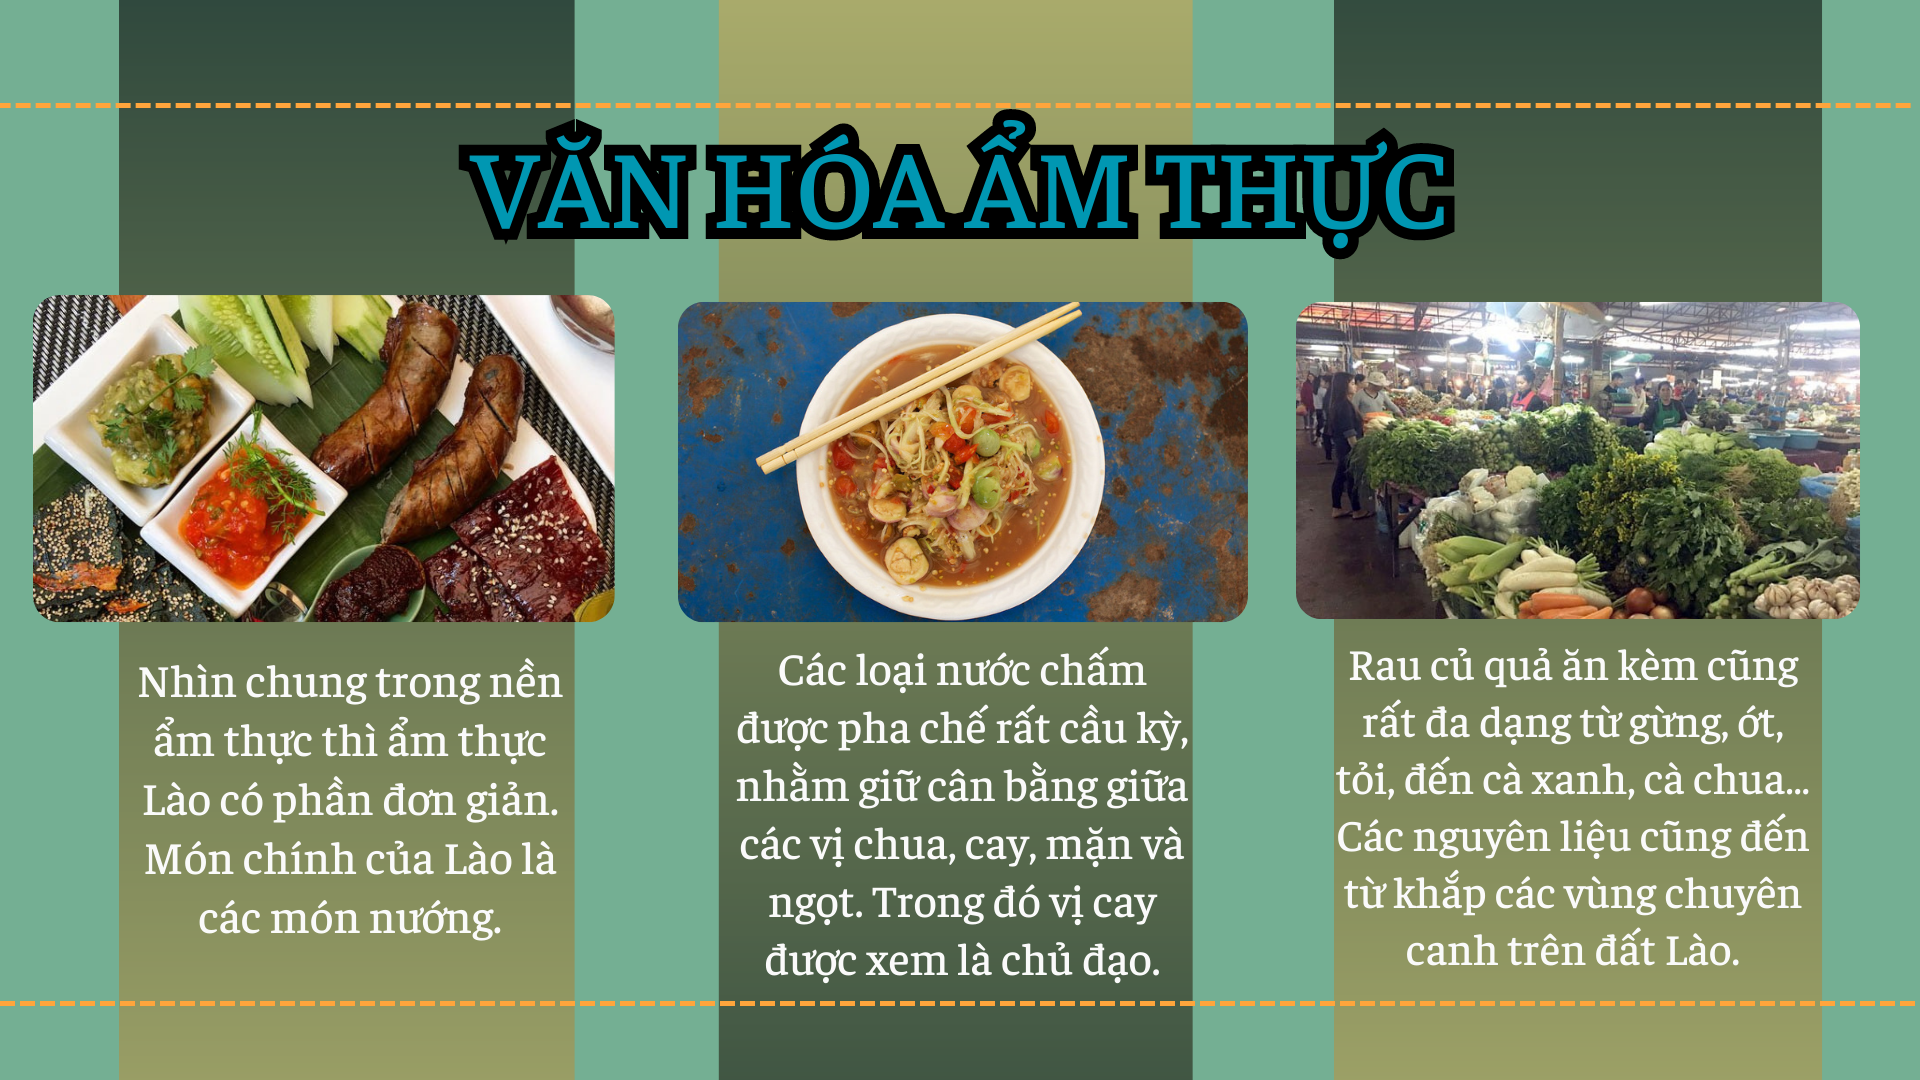 VĂN HÓA ẨM THỰC
Nhìn chung trong nền
ẩm thực thì ẩm thực
Lào có phần đơn giản.
Món chính của Lào là
các món nướng.
Các loại nước chấm
được pha chế rất cầu kỳ,
nhằm giữ cân bằng giữa
các vị chua, cay, mặn và
ngọt. Trong đó vị cay
được xem là chủ đạo.
Rau củ quả ăn kèm cũng
rất đa dạng từ gừng, ớt,
tỏi, đến cà xanh, cà chua...
Các nguyên liệu cũng đến
từ khắp các vùng chuyên
canh trên đất Lào.